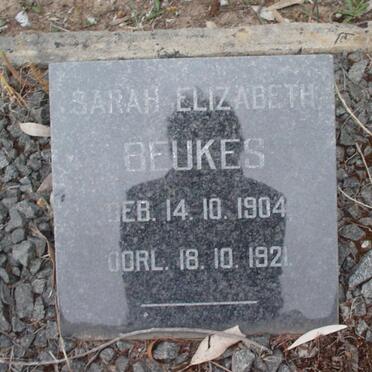 SARAH ELIZABETH
BEUKES
GEB. 14. 10. 1904.
OORL. 18. 10. 1921.